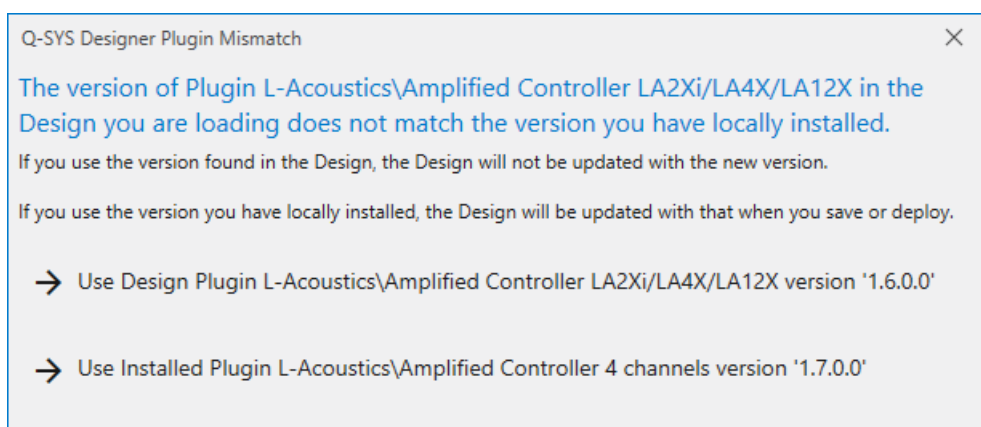 Q-SYS Designer Plugin Mismatch
The version of Plugin L-Acoustics\Amplified Controller LA2Xi/LA4X/LA12X in the
Design you are loading does not match the version you have locally installed.
If you use the version found in the Design, the Design will not be updated with the new version.
If you use the version you have locally installed, the Design will be updated with that when you save or deploy.
Use Design Plugin L-Acoustics\Amplified Controller LA2Xi/LA4X/LA12X version '1.6.0.0'
Use Installed Plugin L-Acoustics\Amplified Controller 4 channels version '1.7.0.0'